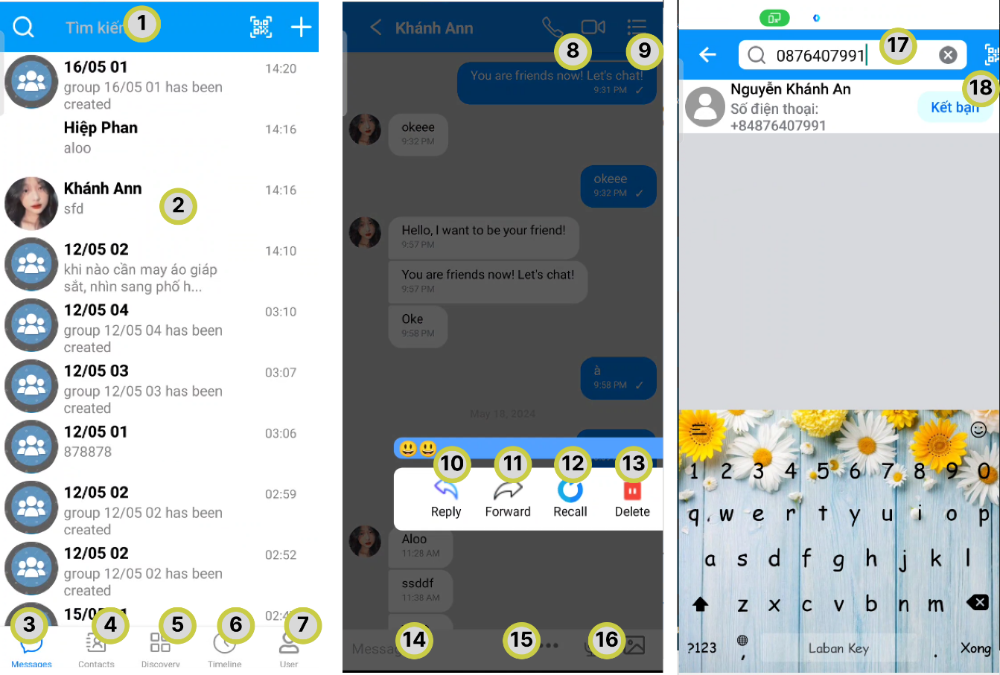 Tìm kiếm
1
16/05 01
14:20
group 16/05 01 has been
created
Hiệp Phan
14:16
aloo
Khánh Ann
14:16
sfd
2
12/05 02
14:10
khi nào cần may áo giáp
sắt, nhìn sang phố h...
12/05 04
03:10
group 12/05 04 has been
created
12/05 03
03:07
group 12/05 03 has been
created
12/05 01
03:06
878878
12/05 02
02:59
group 12/05 02 has been
created
12/05 02
02:52
group 12/05 02 has been
created
3
4
5
6
7
Messages
Contacts
Discovery
Timeline
User
Khánh Ann
8
9
You are friends now! Let's chat!
9:31 PM
okeee
9:32 PM
okeee
9:32 PM
Hello, I want to be your friend!
9:57 PM
You are friends now! Let's chat!
9:57 PM
Oke
9:58 PM
à
9:58 PM
May 18, 2024
10
11
12
13
Reply
Forward
Recall
Delete
Aloo
11:28 AM
ssddf
11:38 AM
14
15
16
0876407991
17
18
Nguyễn Khánh An
Số điện thoại:
+84876407991
Kết bạn
1 2 3 4 5 6 7 8 9 0
q w e r t y u i o p
a s d f g h j k l
z x c v b n m
?123
,
Laban Key
.
Xong